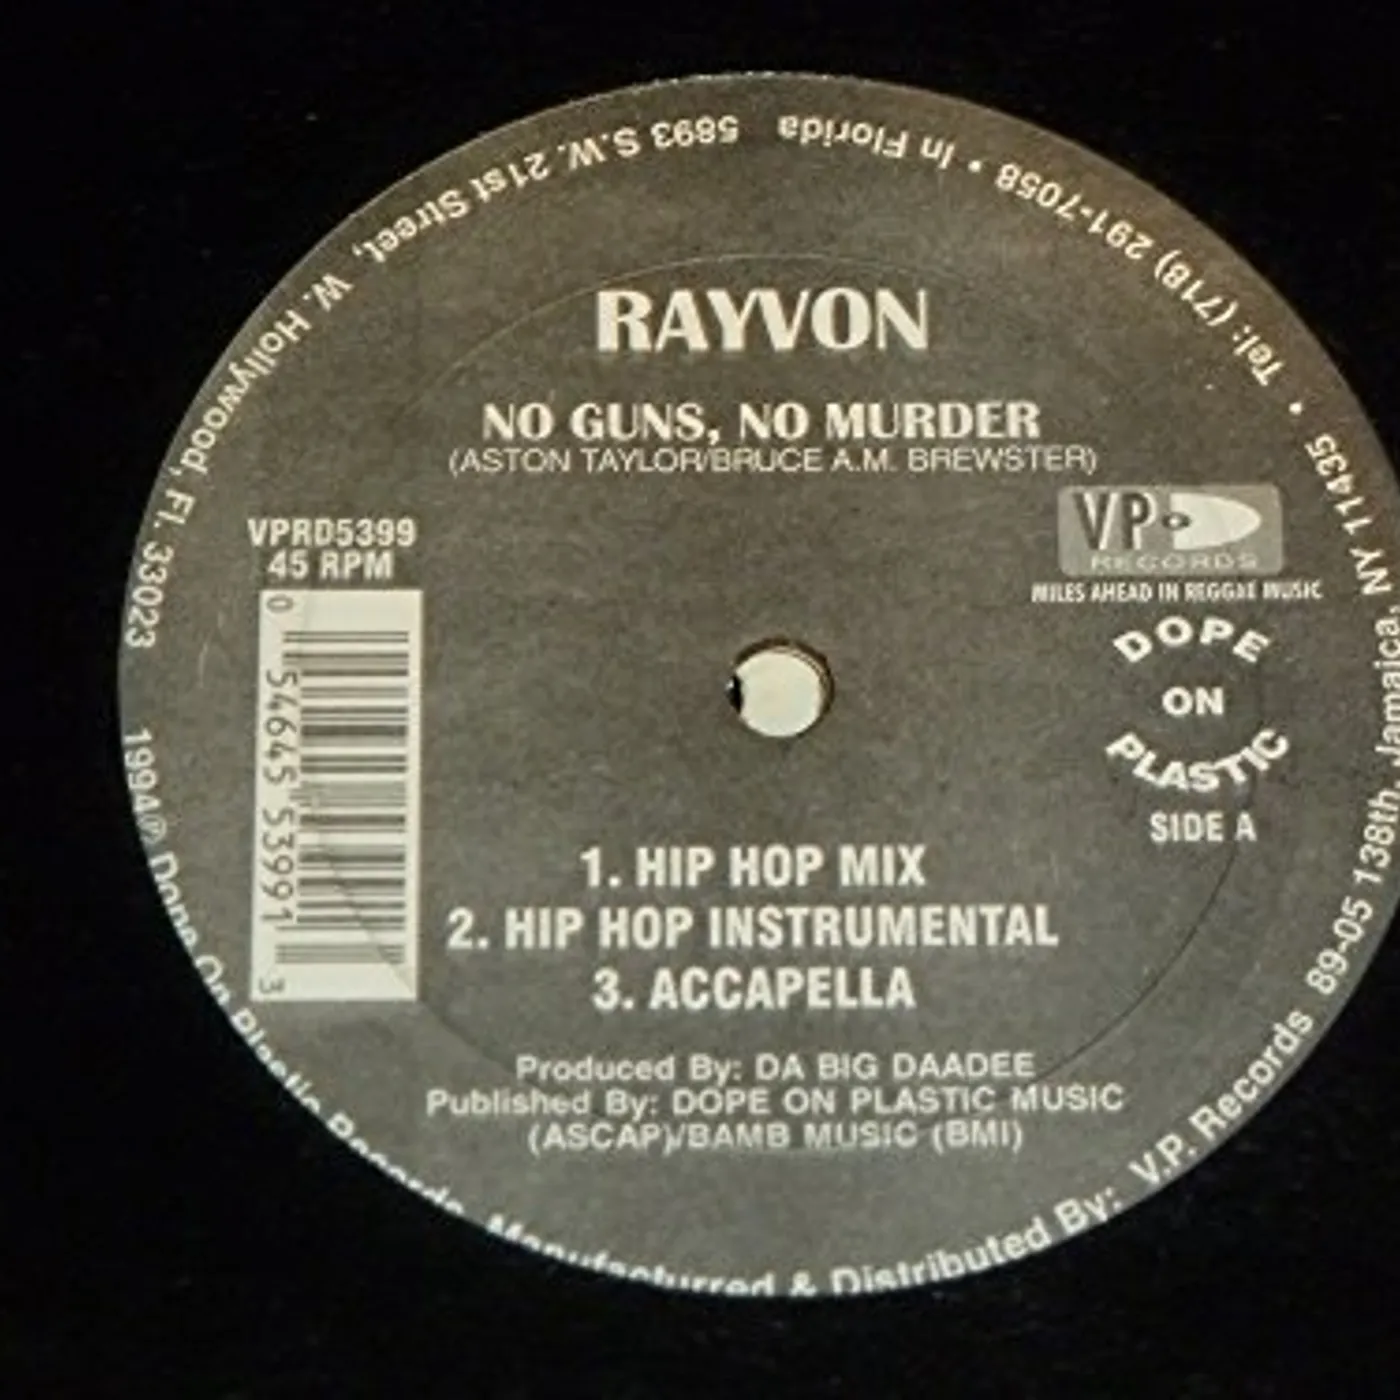 RAYVON
NO GUNS, NO MURDER
(ASTON TAYLOR/BRUCE A.M. BREWSTER)
VPRD5399
45 RPM
0 54645 53991 3
VP
RECORDS
MILES AHEAD IN REGGAE MUSIC
DOPE
ON
PLASTIC
SIDE A
1. HIP HOP MIX
2. HIP HOP INSTRUMENTAL
3. ACCAPELLA
Produced By: DA BIG DAADEE
Published By: DOPE ON PLASTIC MUSIC
(ASCAP)/BAMB MUSIC (BMI)
1994© Dope On Plastic Records Manufacturred & Distributed By: V.P. Records 89-05 138th, Jamaica, NY 11435 • Tel: (718) 291-7058 • In Florida 5893 S.W. 21st Street, W. Hollywood, Fl. 33023